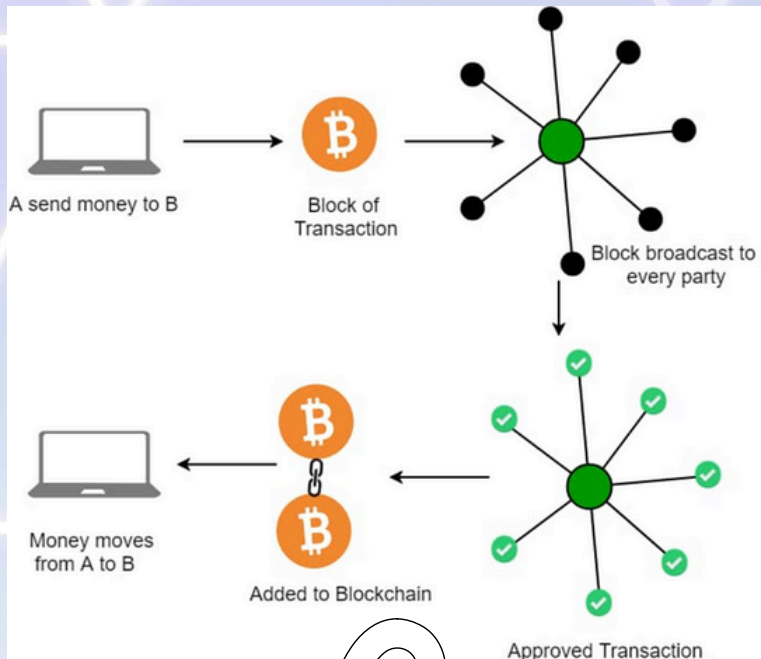 A send money to B
Block of
Transaction
Block broadcast to
every party
Money moves
from A to B
Added to Blockchain
Approved Transaction